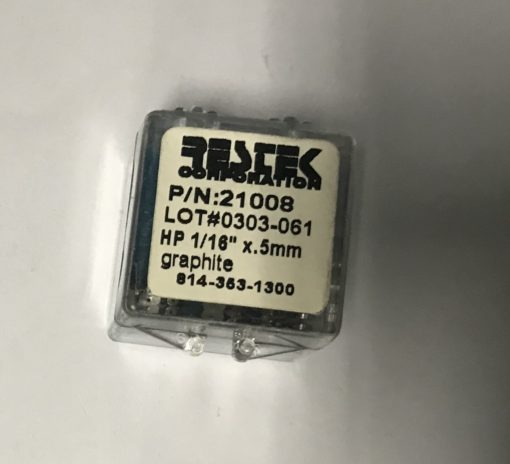 RESTEK
CORPORATION
P/N:21008
LOT#0303-061
HP 1/16" x.5mm
graphite
814-353-1300